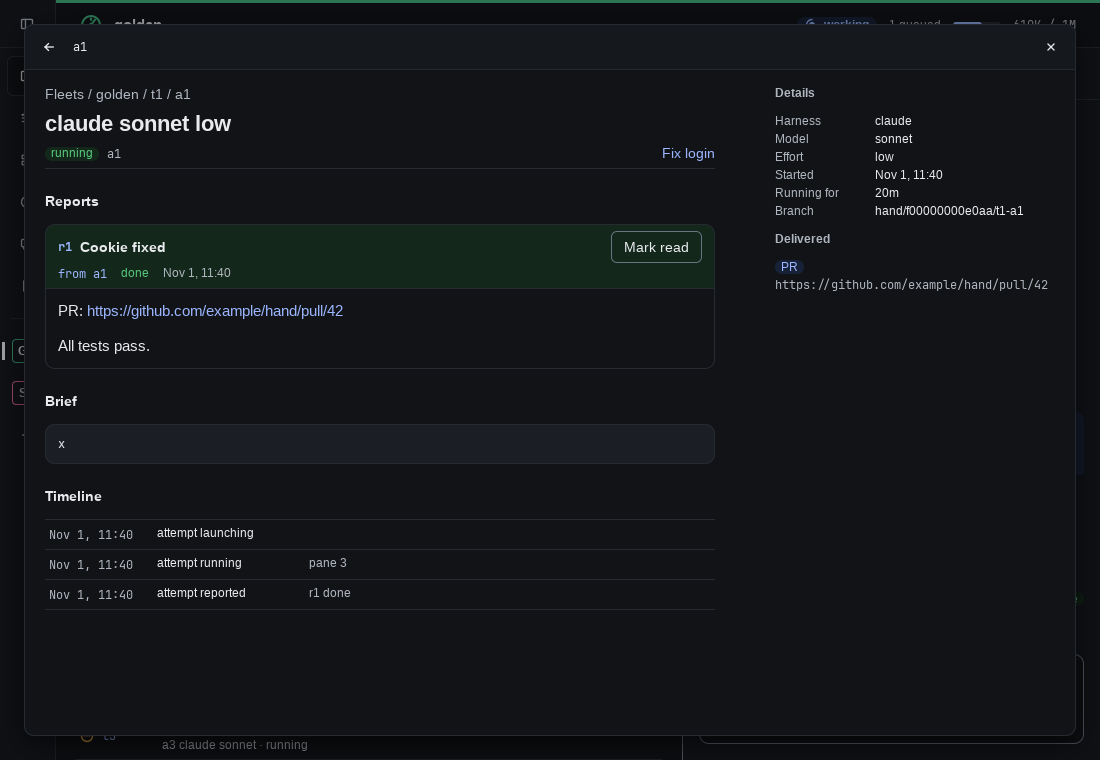 a1
Fleets / golden / t1 / a1
claude sonnet low
running a1
Fix login
Reports
r1 Cookie fixed
Mark read
from a1 done Nov 1, 11:40
PR: https://github.com/example/hand/pull/42
All tests pass.
Brief
x
Timeline
Nov 1, 11:40 attempt launching
Nov 1, 11:40 attempt running pane 3
Nov 1, 11:40 attempt reported r1 done
Details
Harness claude
Model sonnet
Effort low
Started Nov 1, 11:40
Running for 20m
Branch hand/f00000000e0aa/t1-a1
Delivered
PR
https://github.com/example/hand/pull/42
a3 claude sonnet · running